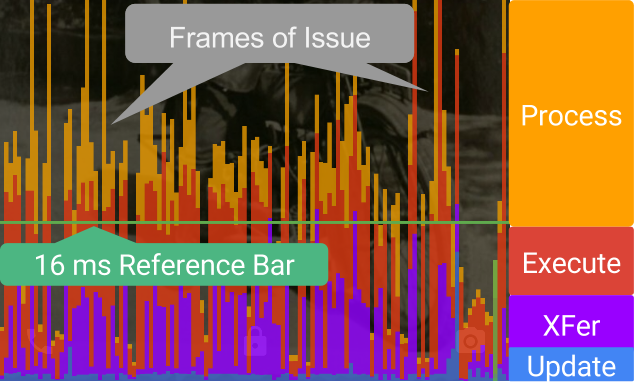 Frames of Issue
Process
16 ms Reference Bar
Execute
XFer
Update